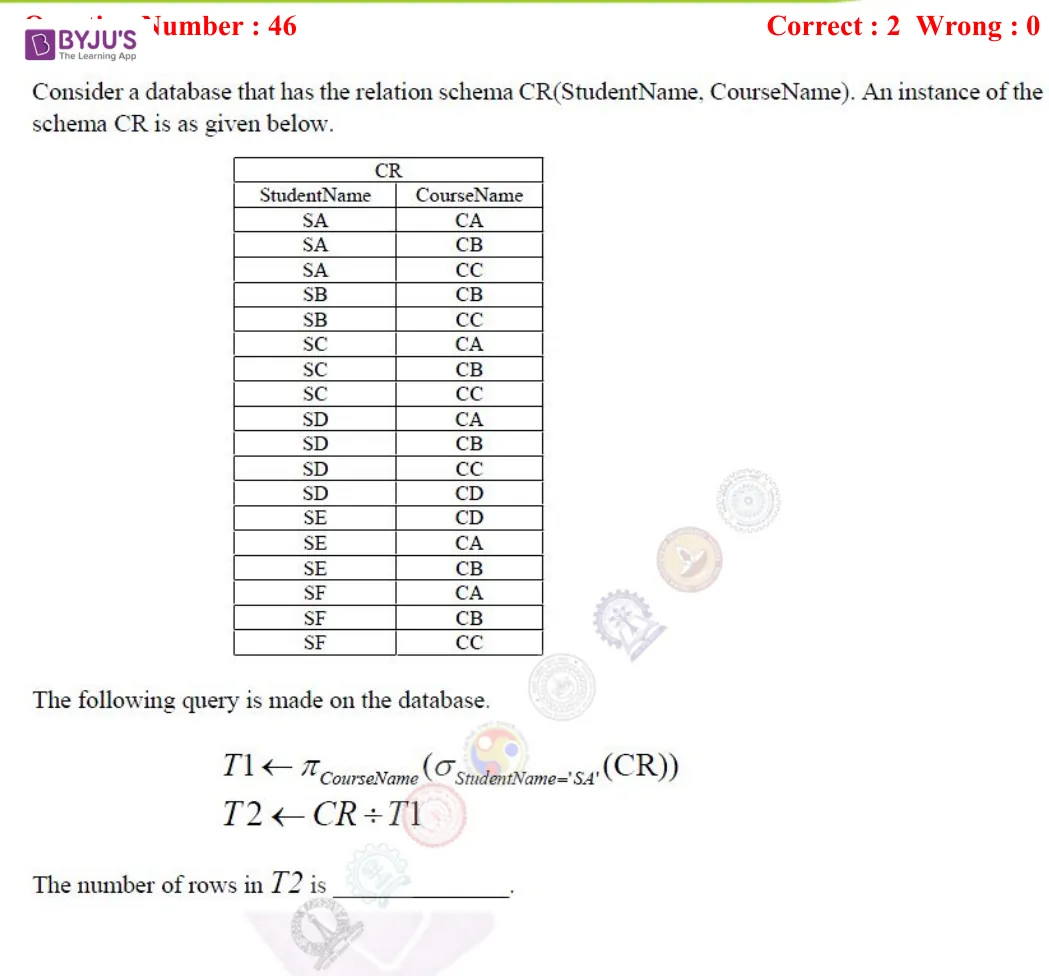 Number : 46
Correct : 2 Wrong : 0
BYJU'S
The Learning App
Consider a database that has the relation schema CR(StudentName, CourseName). An instance of the
schema CR is as given below.
CR
StudentName CourseName
SA CA
SA CB
SA CC
SB CB
SB CC
SC CA
SC CB
SC CC
SD CA
SD CB
SD CC
SD CD
SE CD
SE CA
SE CB
SF CA
SF CB
SF CC
The following query is made on the database.
T1 ← π CourseName (σ StudentName='SA' (CR))
T2 ← CR ÷ T1
The number of rows in T2 is ____________.